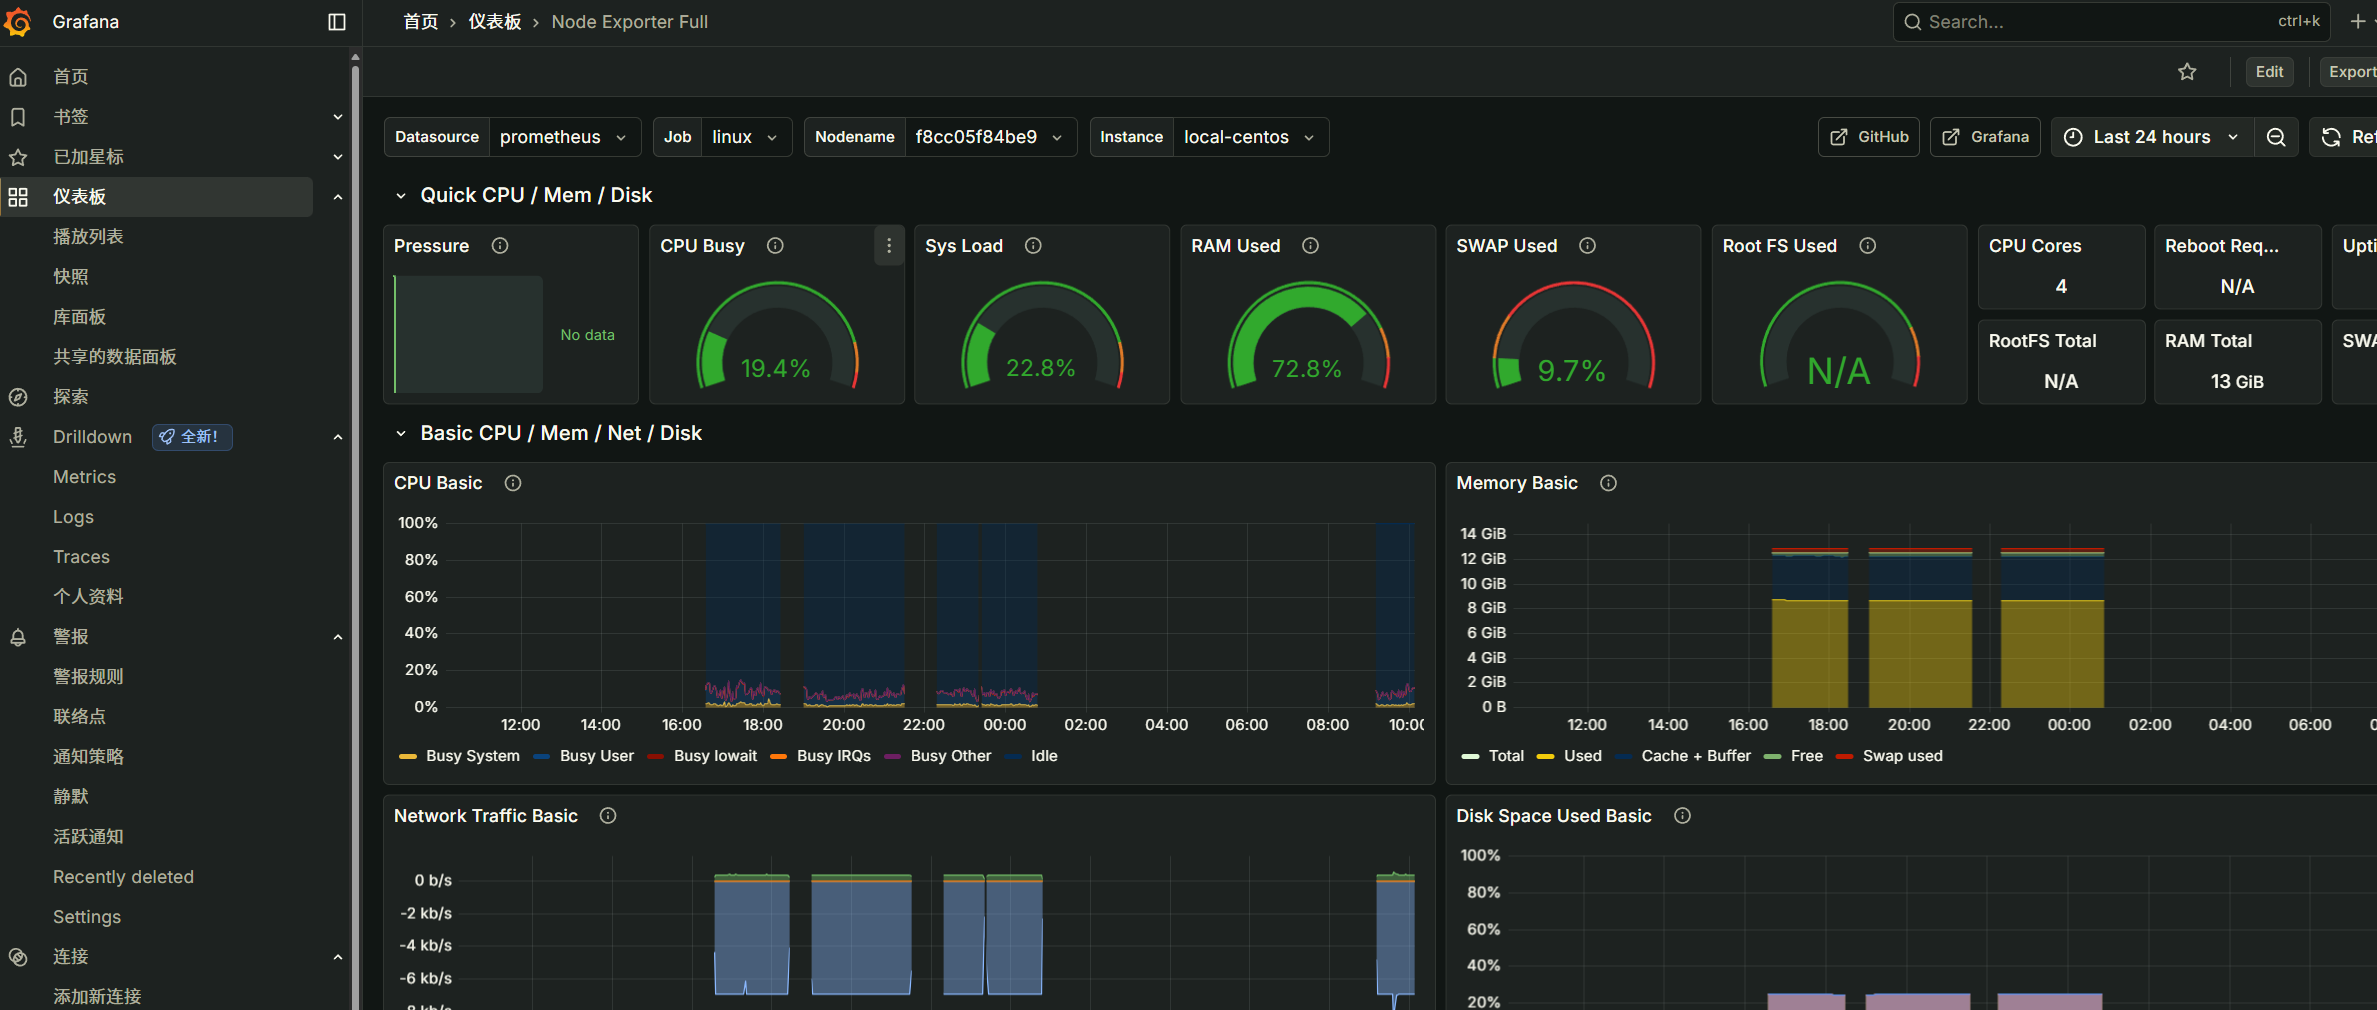 Grafana
首页 › 仪表板 › Node Exporter Full
Search...
ctrl+k
首页
书签
已加星标
仪表板
播放列表
快照
库面板
共享的数据面板
探索
Drilldown
全新!
Metrics
Logs
Traces
个人资料
警报
警报规则
联络点
通知策略
静默
活跃通知
Recently deleted
Settings
连接
添加新连接
Edit
Export
Datasource prometheus
Job linux
Nodename f8cc05f84be9
Instance local-centos
GitHub
Grafana
Last 24 hours
Ref
Quick CPU / Mem / Disk
Pressure
No data
CPU Busy
19.4%
Sys Load
22.8%
RAM Used
72.8%
SWAP Used
9.7%
Root FS Used
N/A
CPU Cores
4
Reboot Req...
N/A
Upti
RootFS Total
N/A
RAM Total
13 GiB
SWA
Basic CPU / Mem / Net / Disk
CPU Basic
100%
80%
60%
40%
20%
0%
12:00 14:00 16:00 18:00 20:00 22:00 00:00 02:00 04:00 06:00 08:00 10:00
Busy System Busy User Busy Iowait Busy IRQs Busy Other Idle
Memory Basic
14 GiB
12 GiB
10 GiB
8 GiB
6 GiB
4 GiB
2 GiB
0 B
12:00 14:00 16:00 18:00 20:00 22:00 00:00 02:00 04:00 06:00
Total Used Cache + Buffer Free Swap used
Network Traffic Basic
0 b/s
-2 kb/s
-4 kb/s
-6 kb/s
-8 kb/s
Disk Space Used Basic
100%
80%
60%
40%
20%